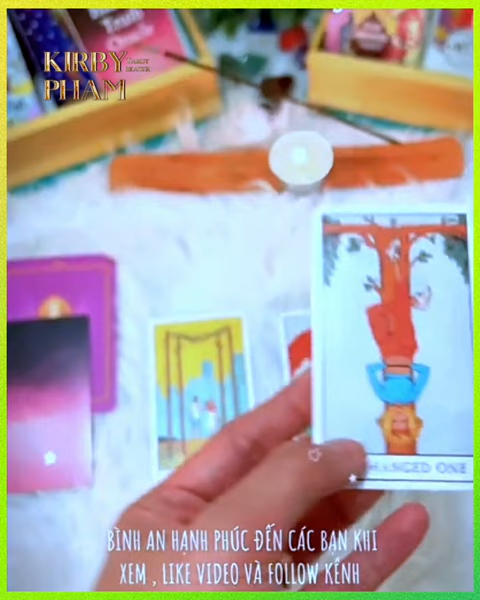 KIRBY
TAROT
READER
PHAM
HANGED ONE
BÌNH AN HẠNH PHÚC ĐẾN CÁC BẠN KHI
XEM , LIKE VIDEO VÀ FOLLOW KÊNH